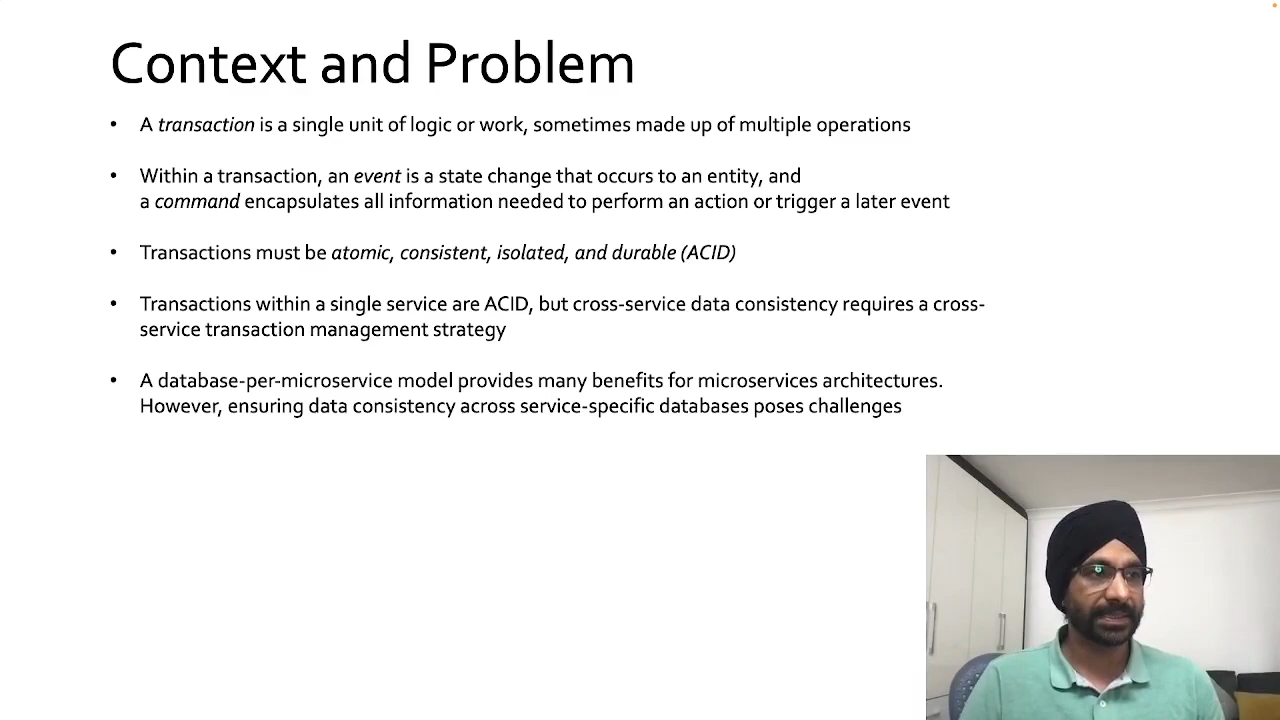 Context and Problem
• A transaction is a single unit of logic or work, sometimes made up of multiple operations
• Within a transaction, an event is a state change that occurs to an entity, and
a command encapsulates all information needed to perform an action or trigger a later event
• Transactions must be atomic, consistent, isolated, and durable (ACID)
• Transactions within a single service are ACID, but cross-service data consistency requires a cross-
service transaction management strategy
• A database-per-microservice model provides many benefits for microservices architectures.
However, ensuring data consistency across service-specific databases poses challenges